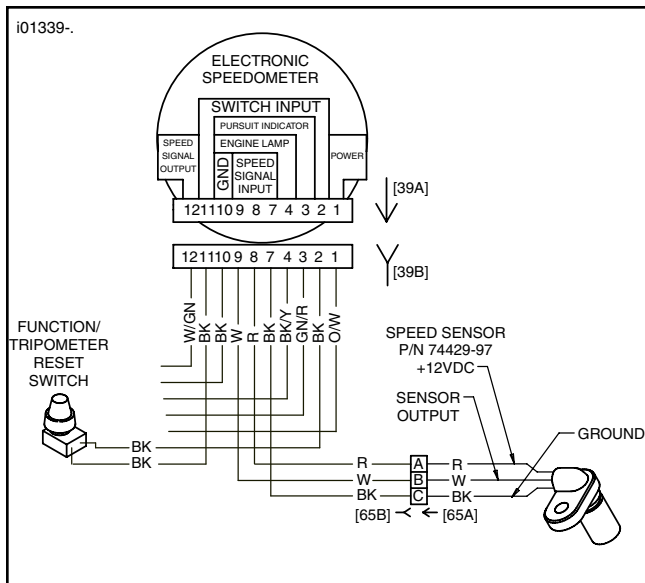 i01339-.
ELECTRONIC
SPEEDOMETER
SWITCH INPUT
PURSUIT INDICATOR
ENGINE LAMP
SPEED
SIGNAL
OUTPUT
GND
SPEED
SIGNAL
INPUT
POWER
12 11 10 9 8 7 4 3 2 1
[39A]
12 11 10 9 8 7 4 3 2 1
[39B]
W/GN
BK
BK
W
R
BK
BK/Y
GN/R
BK
O/W
FUNCTION/
TRIPOMETER
RESET
SWITCH
BK
BK
SPEED SENSOR
P/N 74429-97
+12VDC
SENSOR
OUTPUT
GROUND
R A R
W B W
BK C BK
[65B] [65A]